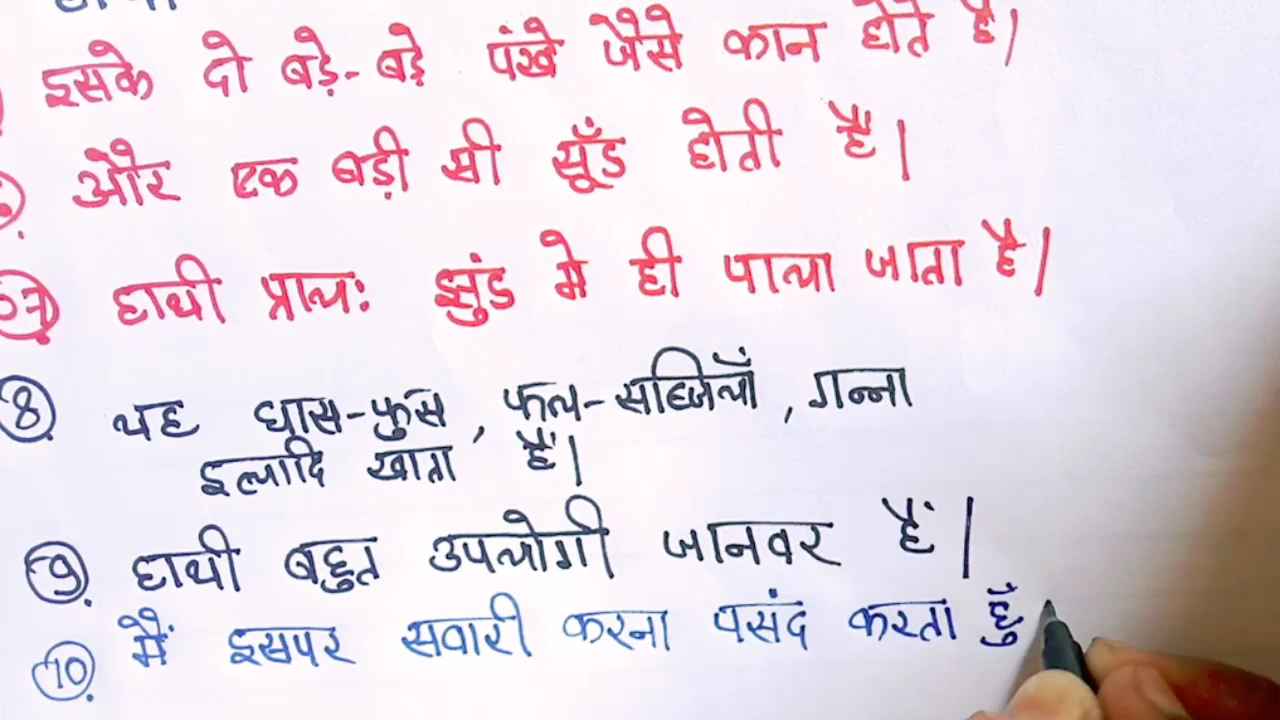 इसके दो बड़े-बड़े पंखे जैसे कान होते हैं।
और एक बड़ी सी सूँड होती हैं।
07 हाथी प्रायः झुंड मे ही पाया जाता है।
8 यह घास-फुस, फल-सब्जियाँ, गन्ना
इत्यादि खाता हैं।
9. हाथी बहुत उपयोगी जानवर हैं।
10. मैं इसपर सवारी करना पसंद करता हुँ